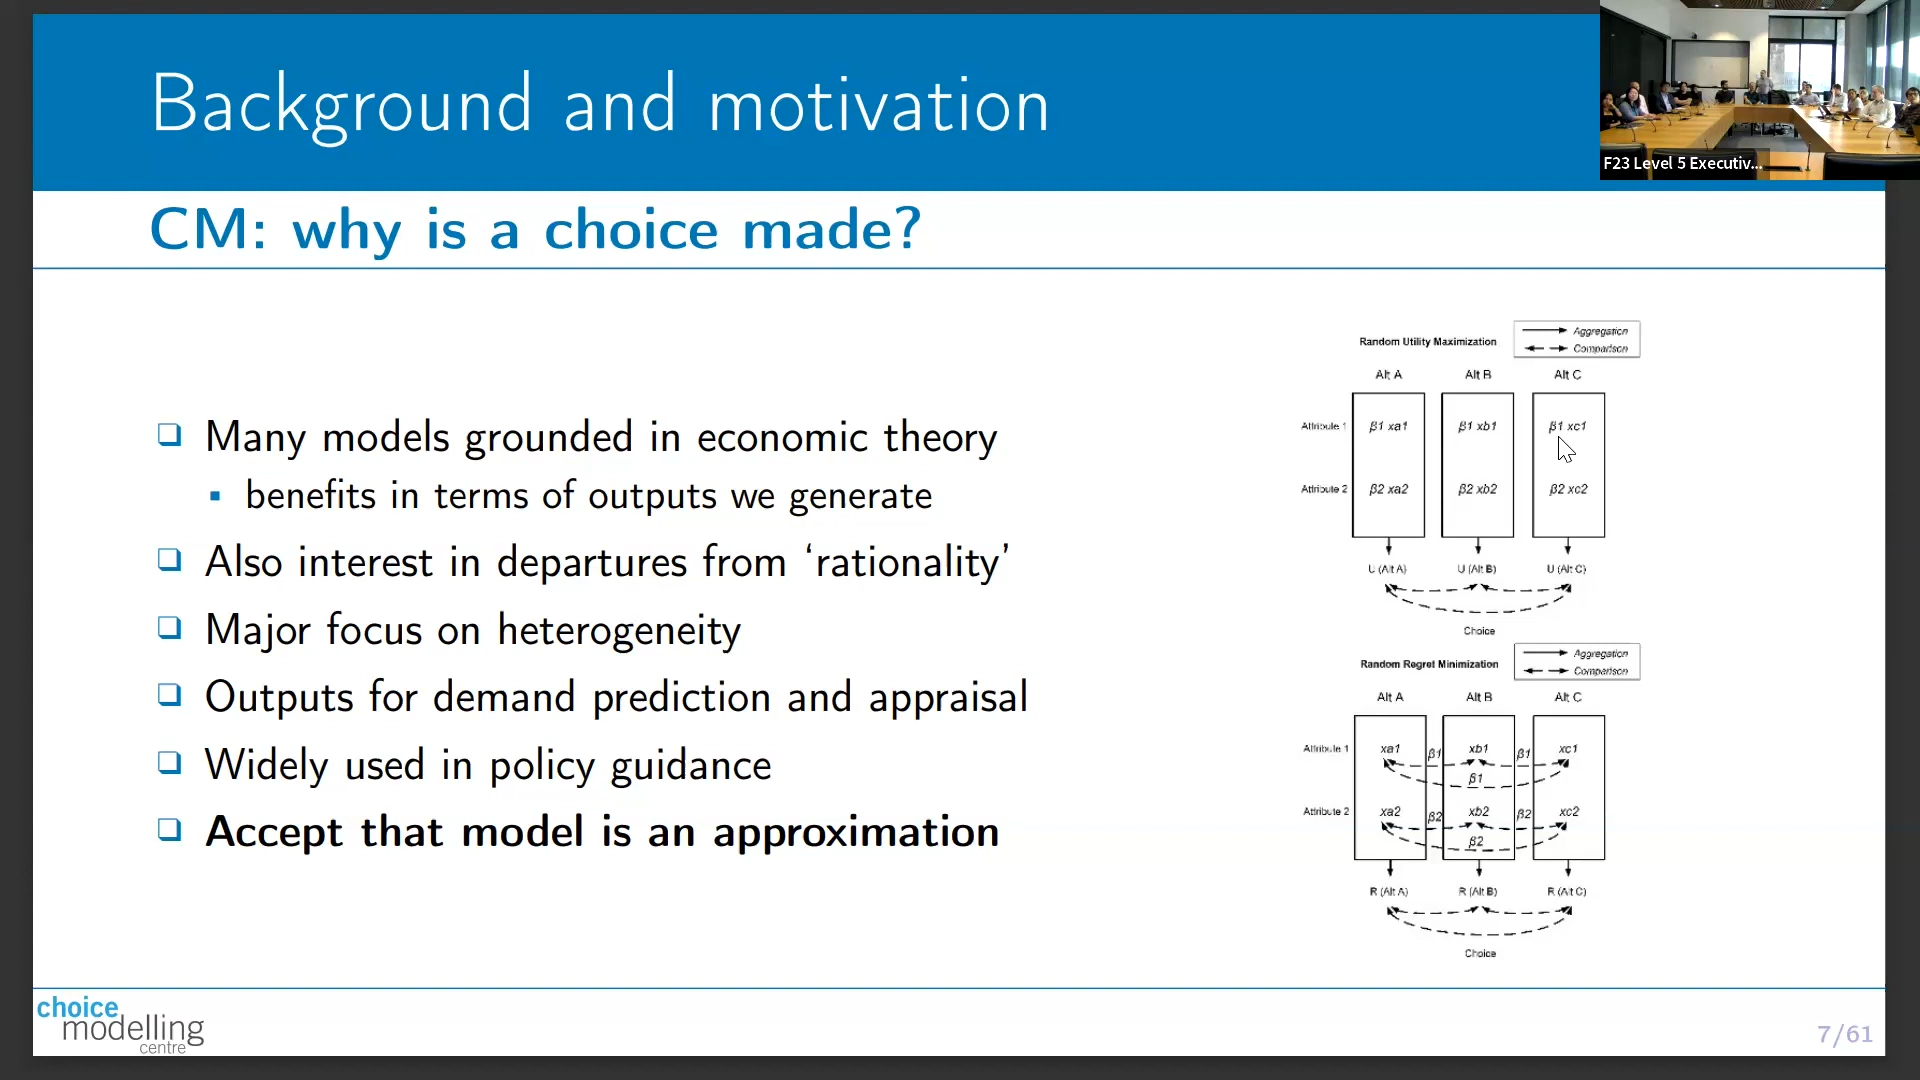 Background and motivation
F23 Level 5 Executiv...
CM: why is a choice made?
❑ Many models grounded in economic theory
▪ benefits in terms of outputs we generate
❑ Also interest in departures from ‘rationality’
❑ Major focus on heterogeneity
❑ Outputs for demand prediction and appraisal
❑ Widely used in policy guidance
❑ Accept that model is an approximation
Random Utility Maximization
Aggregation
Comparison
Alt A Alt B Alt C
Attribute 1 β1 xa1 β1 xb1 β1 xc1
Attribute 2 β2 xa2 β2 xb2 β2 xc2
U (Alt A) U (Alt B) U (Alt C)
Choice
Random Regret Minimization
Aggregation
Comparison
Alt A Alt B Alt C
Attribute 1 xa1 β1 xb1 β1 xc1
β1
Attribute 2 xa2 β2 xb2 β2 xc2
β2
R (Alt A) R (Alt B) R (Alt C)
Choice
choice
modelling
centre
7/61